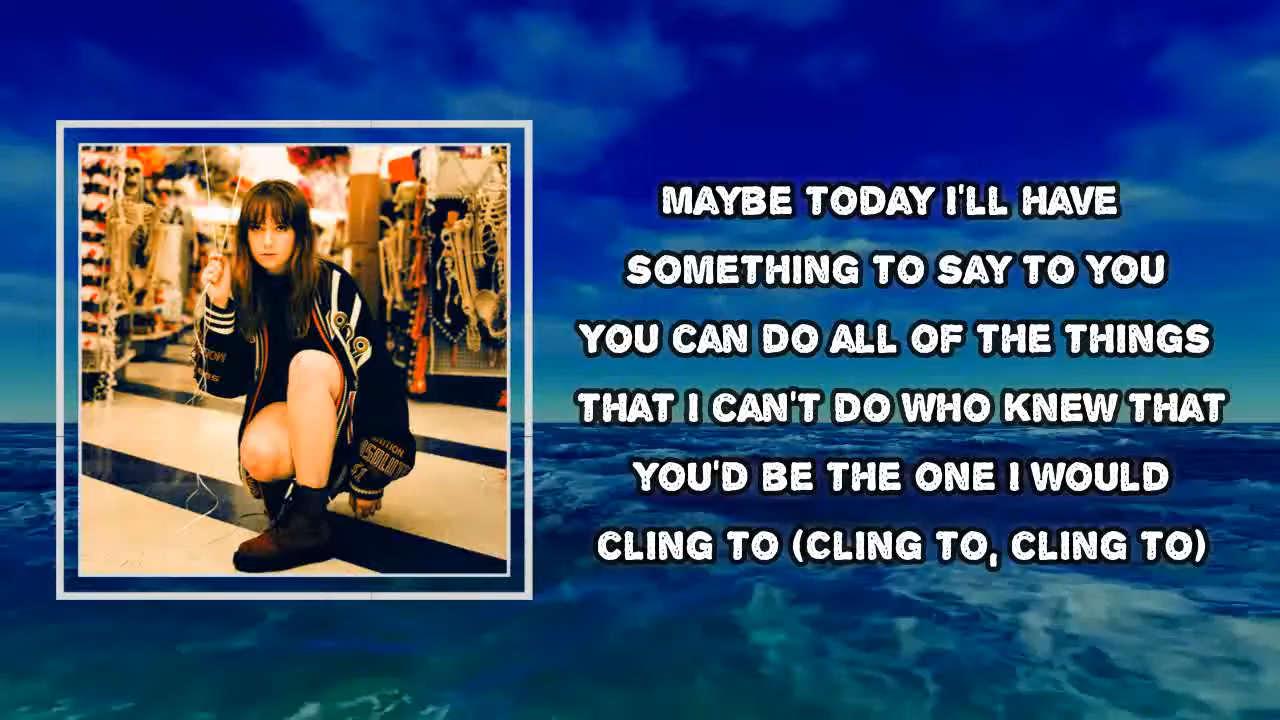 MAYBE TODAY I'LL HAVE
SOMETHING TO SAY TO YOU
YOU CAN DO ALL OF THE THINGS
THAT I CAN'T DO WHO KNEW THAT
YOU'D BE THE ONE I WOULD
CLING TO (CLING TO, CLING TO)